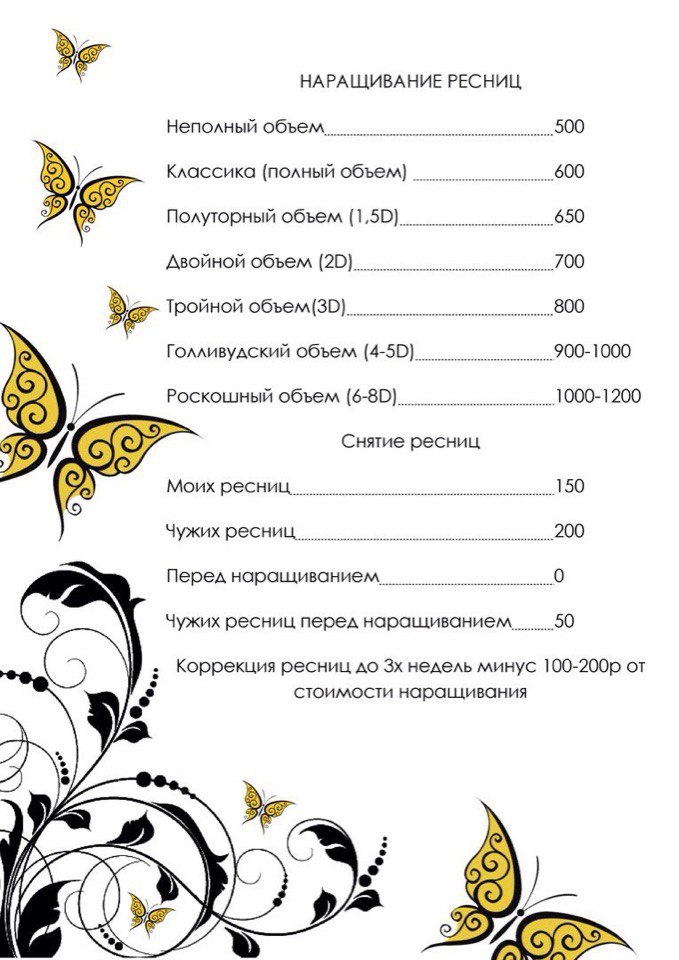 НАРАЩИВАНИЕ РЕСНИЦ
Неполный объем 500
Классика (полный объем) 600
Полуторный объем (1,5D) 650
Двойной объем (2D) 700
Тройной объем(3D) 800
Голливудский объем (4-5D) 900-1000
Роскошный объем (6-8D) 1000-1200
Снятие ресниц
Моих ресниц 150
Чужих ресниц 200
Перед наращиванием 0
Чужих ресниц перед наращиванием 50
Коррекция ресниц до 3х недель минус 100-200р от
стоимости наращивания